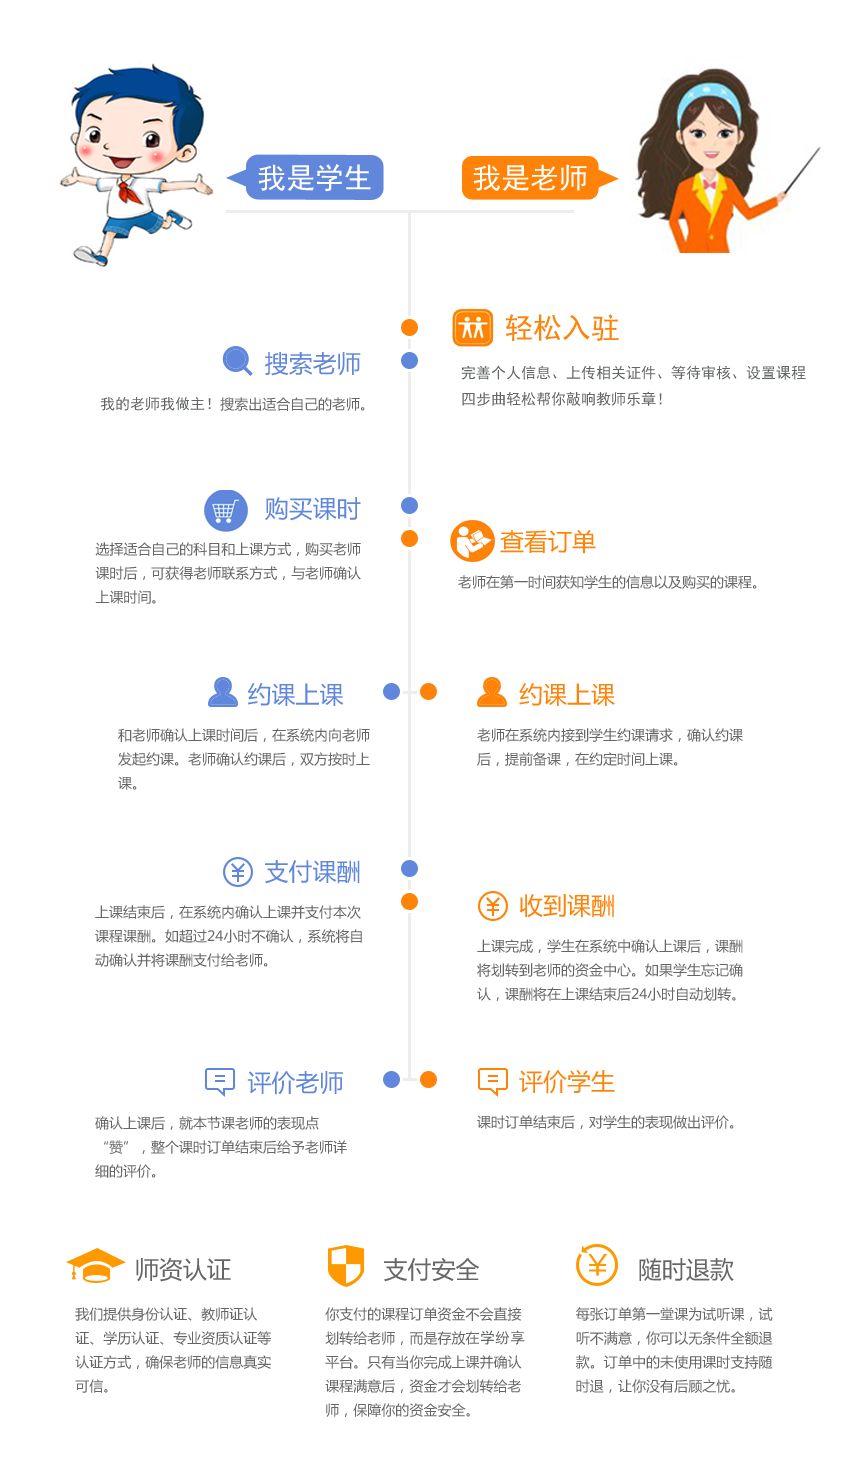 我是学生
我是老师
轻松入驻
完善个人信息、上传相关证件、等待审核、设置课程
四步曲轻松帮你敲响教师乐章！
搜索老师
我的老师我做主！搜索出适合自己的老师。
购买课时
选择适合自己的科目和上课方式，购买老师
课时后，可获得老师联系方式，与老师确认
上课时间。
查看订单
老师在第一时间获知学生的信息以及购买的课程。
约课上课
和老师确认上课时间后，在系统内向老师
发起约课。老师确认约课后，双方按时上
课。
约课上课
老师在系统内接到学生约课请求，确认约课
后，提前备课，在约定时间上课。
支付课酬
上课结束后，在系统内确认上课并支付本次
课程课酬。如超过24小时不确认，系统将自
动确认并将课酬支付给老师。
收到课酬
上课完成，学生在系统中确认上课后，课酬
将划转到老师的资金中心。如果学生忘记确
认，课酬将在上课结束后24小时自动划转。
评价老师
确认上课后，就本节课老师的表现点
“赞”，整个课时订单结束后给予老师详
细的评价。
评价学生
课时订单结束后，对学生的表现做出评价。
师资认证
我们提供身份认证、教师证认
证、学历认证、专业资质认证等
认证方式，确保老师的信息真实
可信。
支付安全
你支付的课程订单资金不会直接
划转给老师，而是存放在学纷享
平台。只有当你完成上课并确认
课程满意后，资金才会划转给老
师，保障你的资金安全。
随时退款
每张订单第一堂课为试听课，试
听不满意，你可以无条件全额退
款。订单中的未使用课时支持随
时退，让你没有后顾之忧。